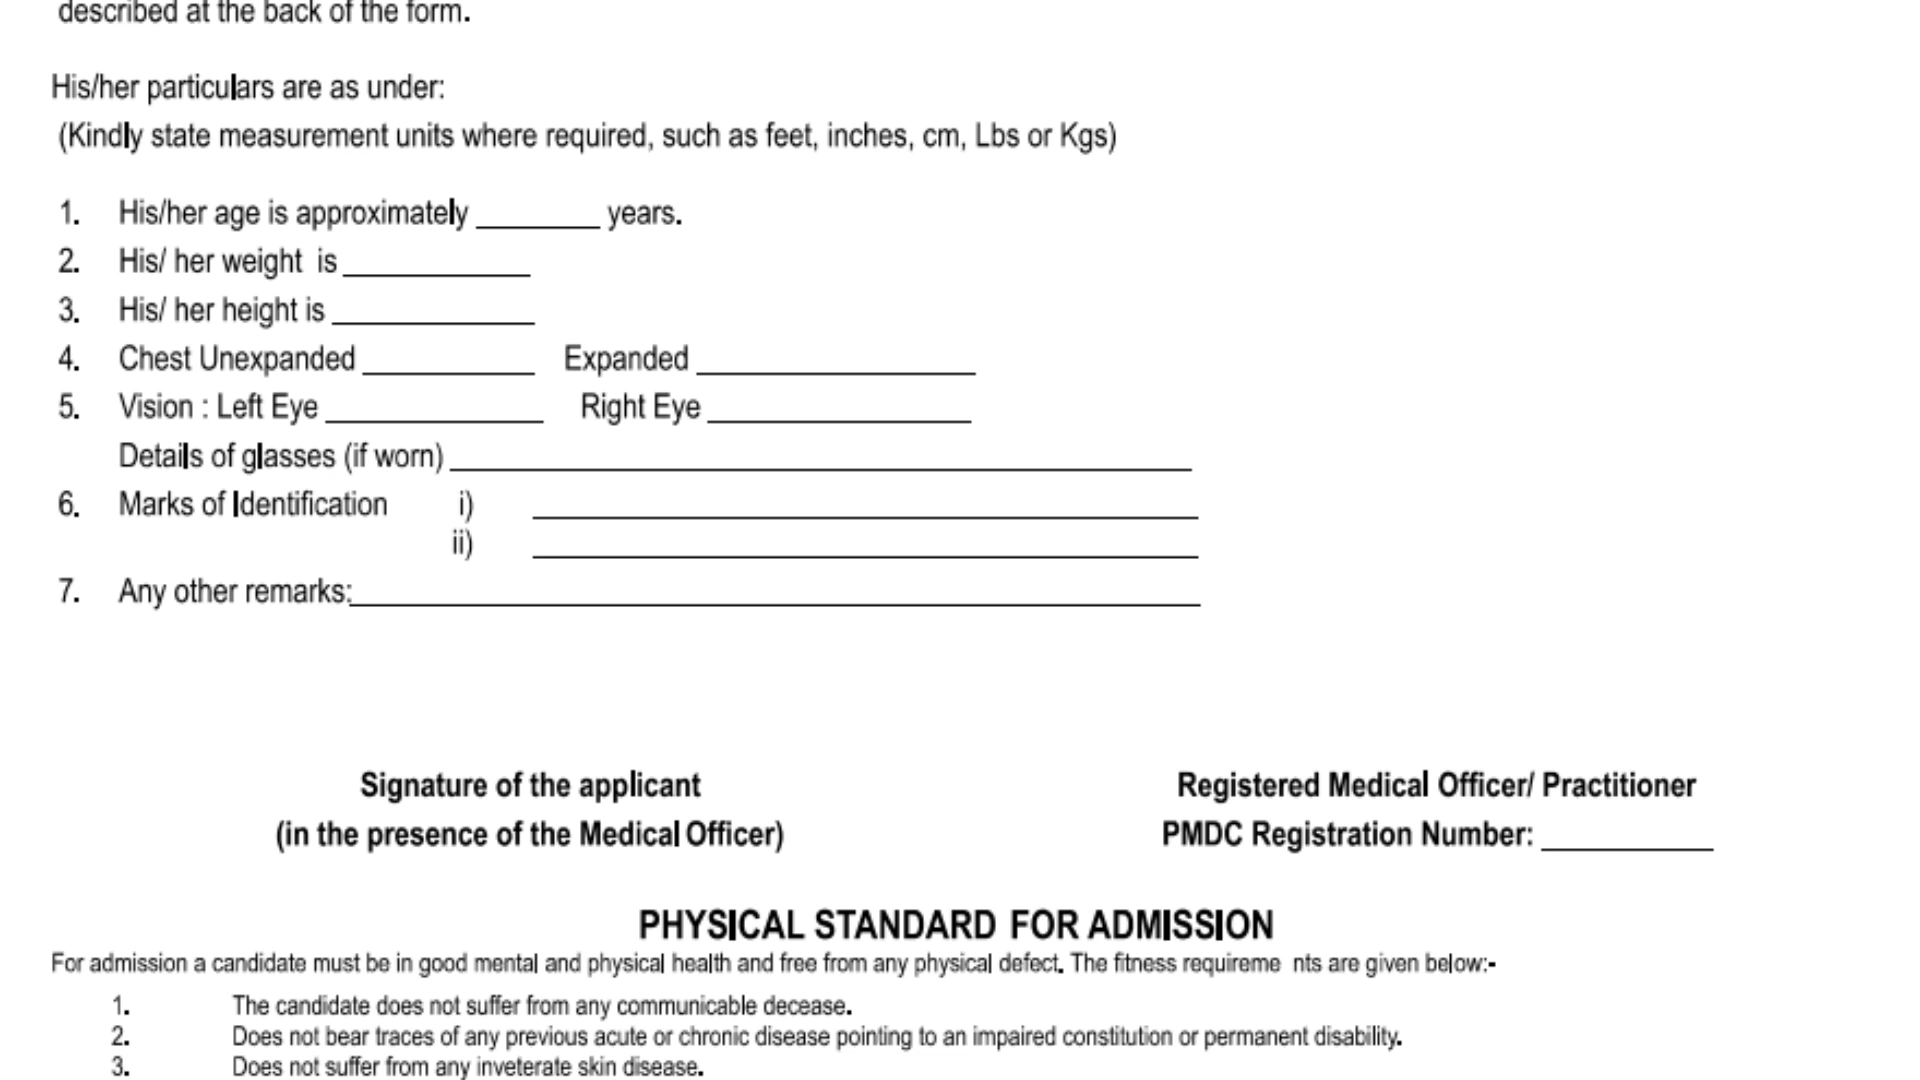 described at the back of the form.
His/her particulars are as under:
(Kindly state measurement units where required, such as feet, inches, cm, Lbs or Kgs)
1. His/her age is approximately ________ years.
2. His/ her weight is ____________
3. His/ her height is _____________
4. Chest Unexpanded ___________ Expanded __________________
5. Vision : Left Eye ______________ Right Eye _________________
Details of glasses (if worn) ________________________________________________
6. Marks of Identification i) ___________________________________________
ii) ___________________________________________
7. Any other remarks:_______________________________________________________
Signature of the applicant Registered Medical Officer/ Practitioner
(in the presence of the Medical Officer) PMDC Registration Number: ___________
PHYSICAL STANDARD FOR ADMISSION
For admission a candidate must be in good mental and physical health and free from any physical defect. The fitness requireme nts are given below:-
1. The candidate does not suffer from any communicable decease.
2. Does not bear traces of any previous acute or chronic disease pointing to an impaired constitution or permanent disability.
3. Does not suffer from any inveterate skin disease.